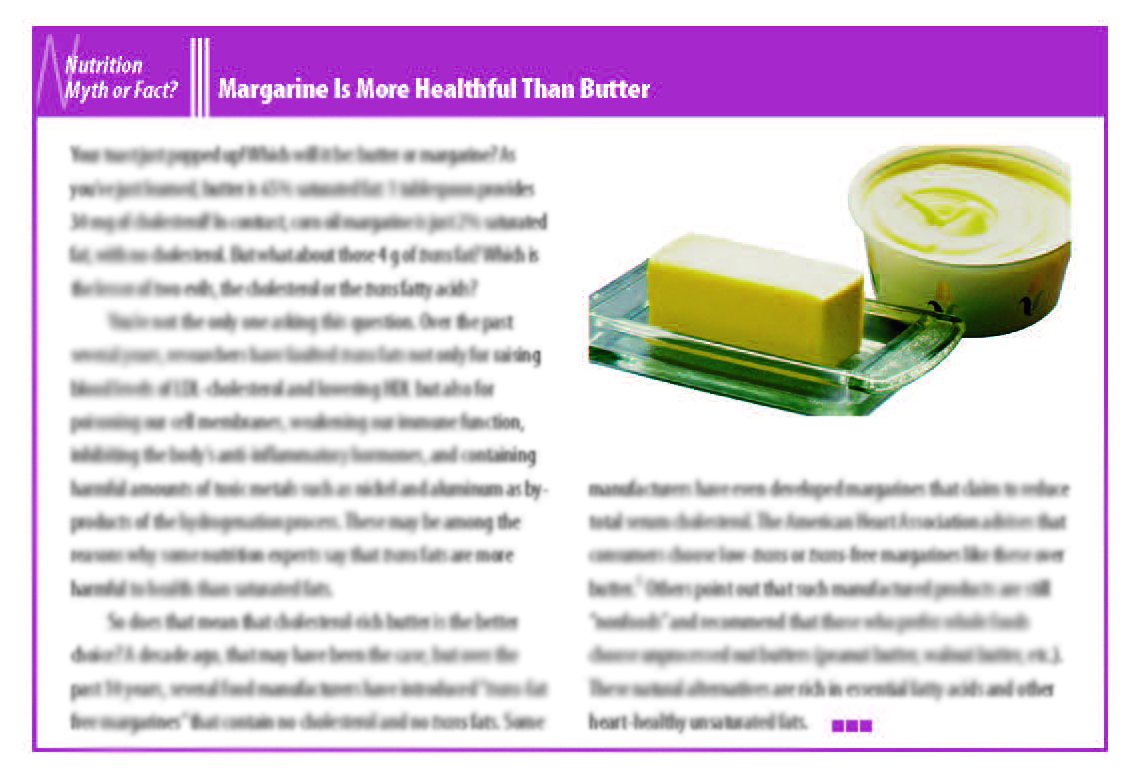 Nutrition
Myth or Fact?
Margarine Is More Healthful Than Butter
Your toast just popped up! Which will it be: butter or margarine? As
you've just learned, butter is 65% saturated fat: 1 tablespoon provides
mg of cholesterol! In contrast, corn oil margarine is just 2% saturated
fat, with no cholesterol. But what about those 4 g of trans fat? Which is
the lesser of two evils, the cholesterol or the trans fatty acids?
You're not the only one asking this question. Over the past
several years, researchers have faulted trans fats not only for raising
blood levels of LDL-cholesterol and lowering HDL but also for
poisoning our cell membranes, weakening our immune function,
inhibiting the body's anti-inflammatory hormones, and containing
harmful amounts of toxic metals such as nickel and aluminum as by-
products of the hydrogenation process. These may be among the
reasons why some nutrition experts say that trans fats are more
harmful to health than saturated fats.
So does that mean that cholesterol-rich butter is the better
choice? A decade ago, that may have been the case, but over the
past years, several food manufacturers have introduced "trans-fat
free margarines" that contain no cholesterol and no trans fats. Some
manufacturers have even developed margarines that claim to reduce
total serum cholesterol. The American Heart Association advises that
consumers choose low-trans or trans-free margarines like these over
butter. Others point out that such manufactured products are still
"nonfoods" and recommend that those who prefer whole foods
choose unprocessed nut butters (peanut butter, walnut butter, etc.).
These natural alternatives are rich in essential fatty acids and other
heart-healthy unsaturated fats.